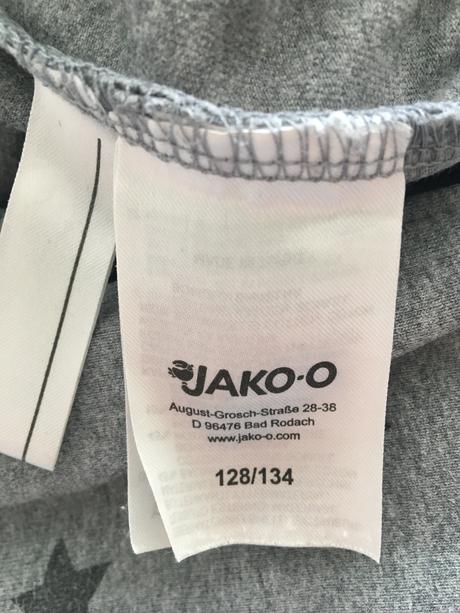 JAKO-O
August-Grosch-Straße 28-38
D 96476 Bad Rodach
www.jako-o.com
128/134